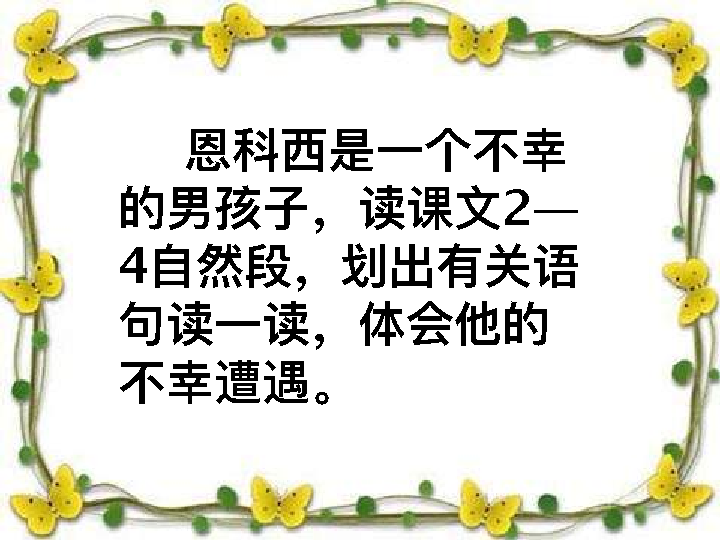 恩科西是一个不幸
的男孩子，读课文2—
4自然段，划出有关语
句读一读，体会他的
不幸遭遇。